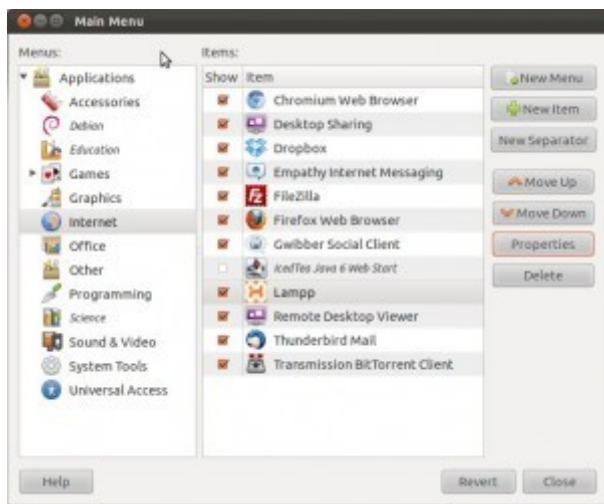 Main Menu
Menus:
Items:
Applications
Accessories
Debian
Education
Games
Graphics
Internet
Office
Other
Programming
Science
Sound & Video
System Tools
Universal Access
Show Item
Chromium Web Browser
Desktop Sharing
Dropbox
Empathy Internet Messaging
Fz FileZilla
Firefox Web Browser
Gwibber Social Client
IcedTea Java 6 Web Start
Lampp
Remote Desktop Viewer
Thunderbird Mail
Transmission BitTorrent Client
New Menu
New Item
New Separator
Move Up
Move Down
Properties
Delete
Help
Revert
Close